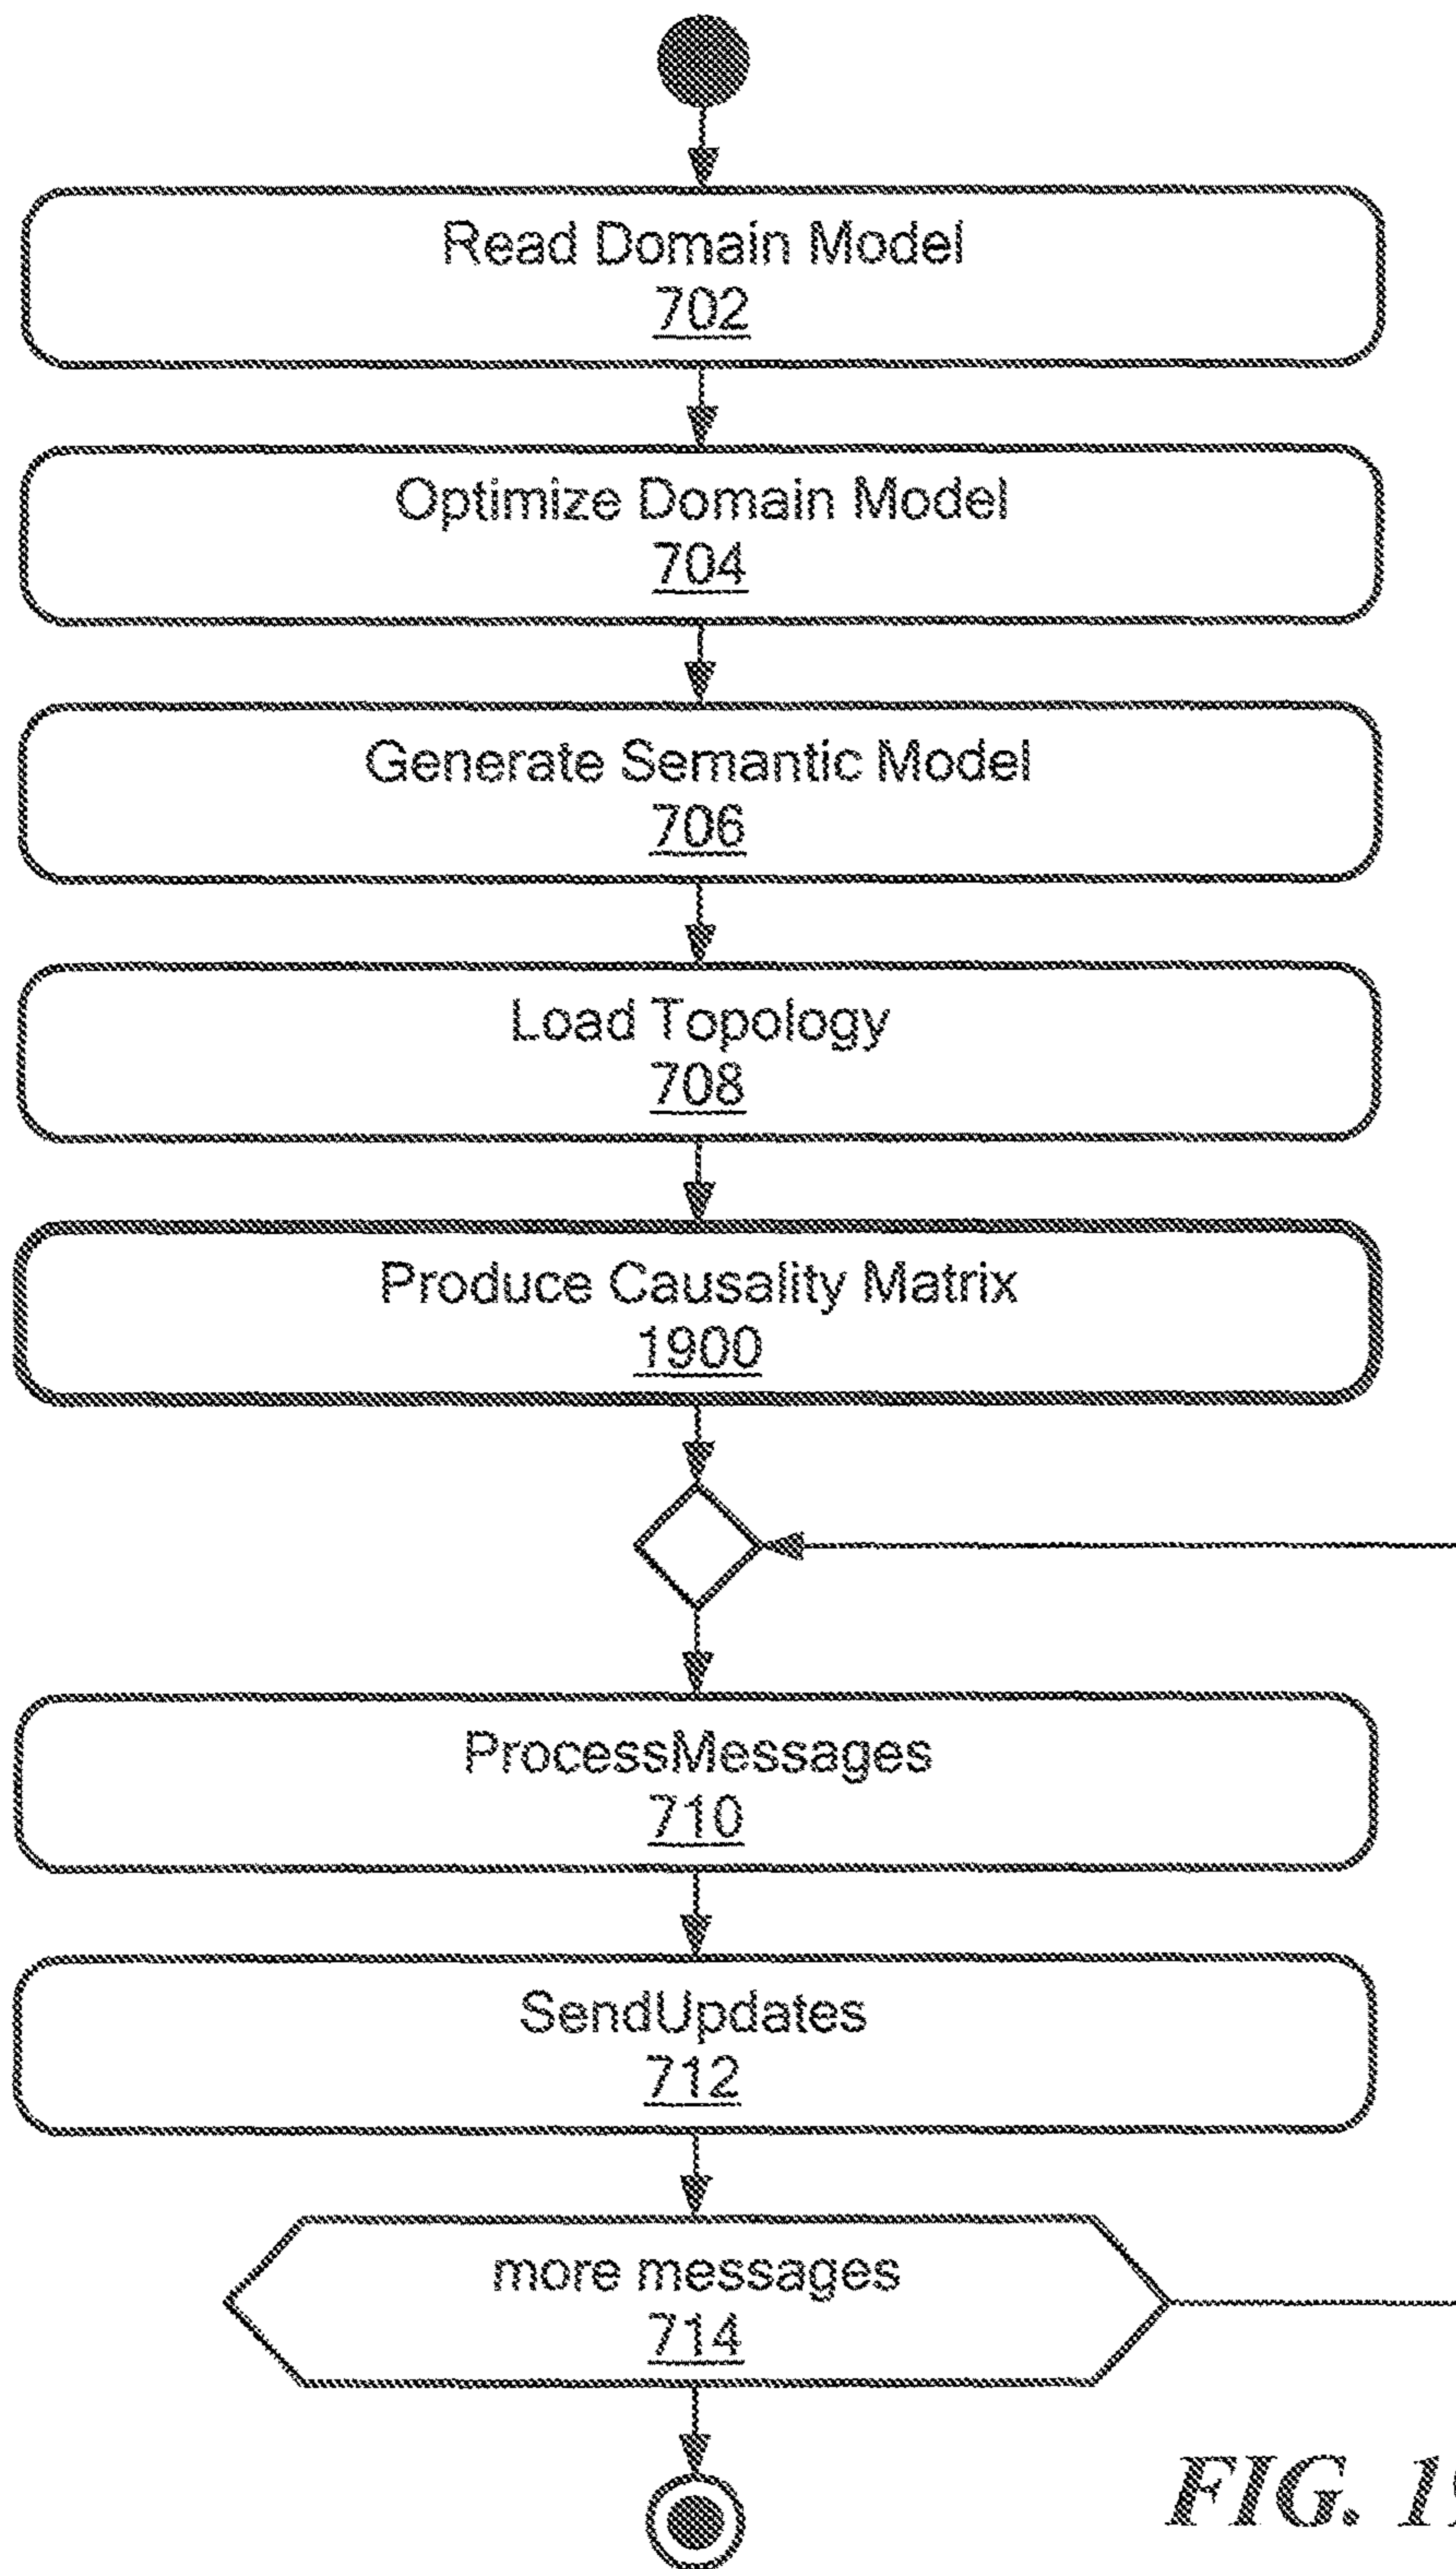 Read Domain Model
702
Optimize Domain Model
704
Generate Semantic Model
706
Load Topology
708
Produce Causality Matrix
1900
ProcessMessages
710
SendUpdates
712
more messages
714
FIG.